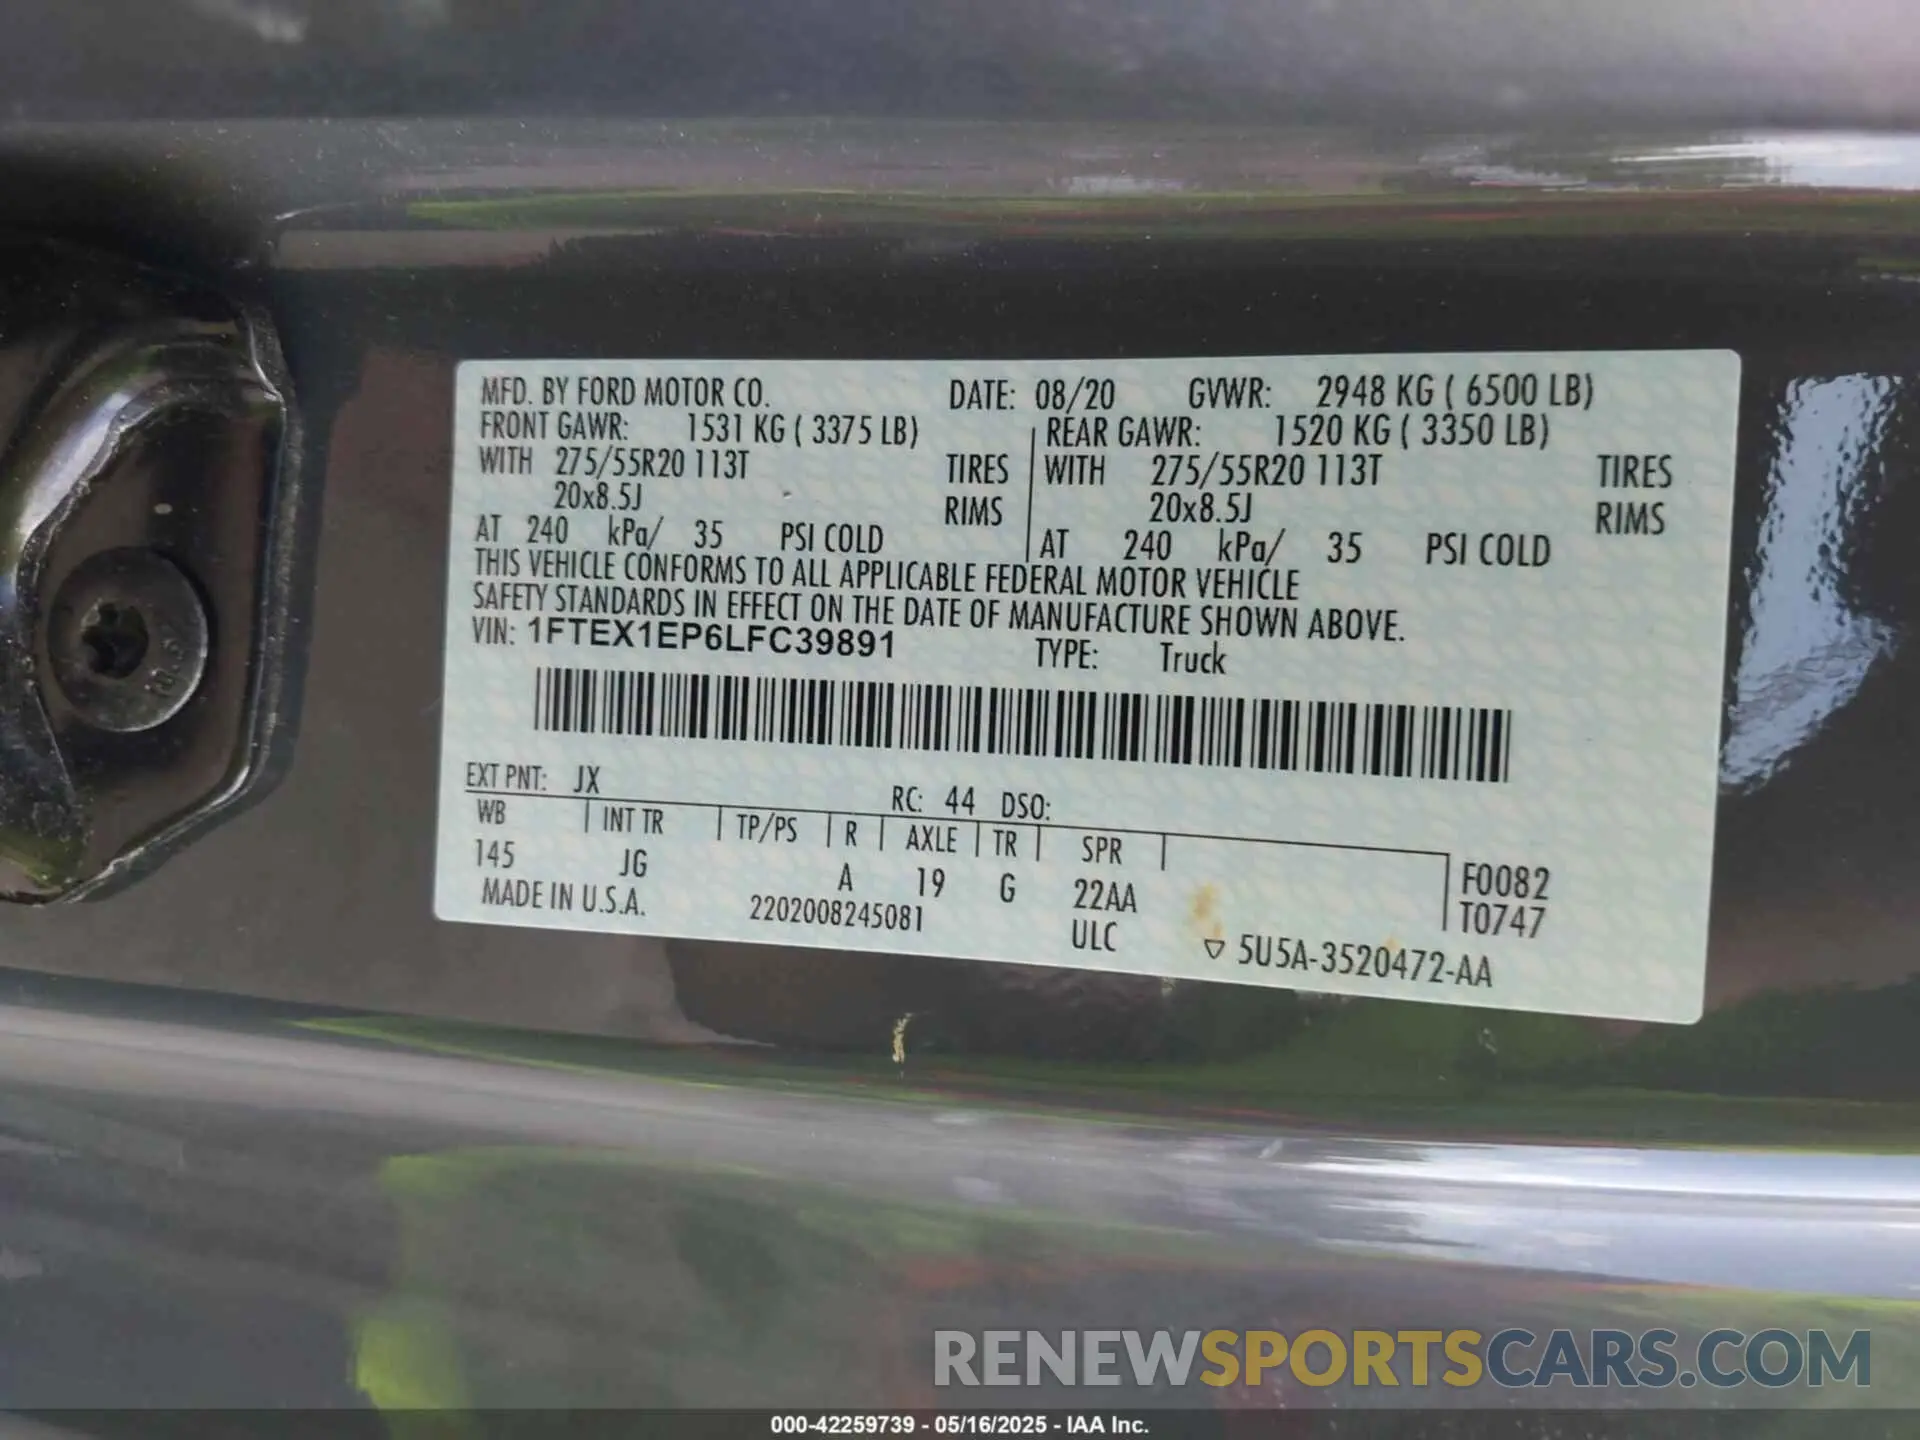 MFD. BY FORD MOTOR CO. DATE: 08/20 GVWR: 2948 KG ( 6500 LB)
FRONT GAWR: 1531 KG ( 3375 LB) REAR GAWR: 1520 KG ( 3350 LB)
WITH 275/55R20 113T TIRES WITH 275/55R20 113T TIRES
20x8.5J RIMS 20x8.5J RIMS
AT 240 kPa/ 35 PSI COLD AT 240 kPa/ 35 PSI COLD
THIS VEHICLE CONFORMS TO ALL APPLICABLE FEDERAL MOTOR VEHICLE
SAFETY STANDARDS IN EFFECT ON THE DATE OF MANUFACTURE SHOWN ABOVE.
VIN: 1FTEX1EP6LFC39891 TYPE: Truck
EXT PNT: JX RC: 44 DSO:
WB INT TR TP/PS R AXLE TR SPR
145 JG A 19 G 22AA F0082
MADE IN U.S.A. 2202008245081 ULC T0747
5U5A-3520472-AA
RENEWSPORTSCARS.COM
000-42259739 - 05/16/2025 - IAA Inc.